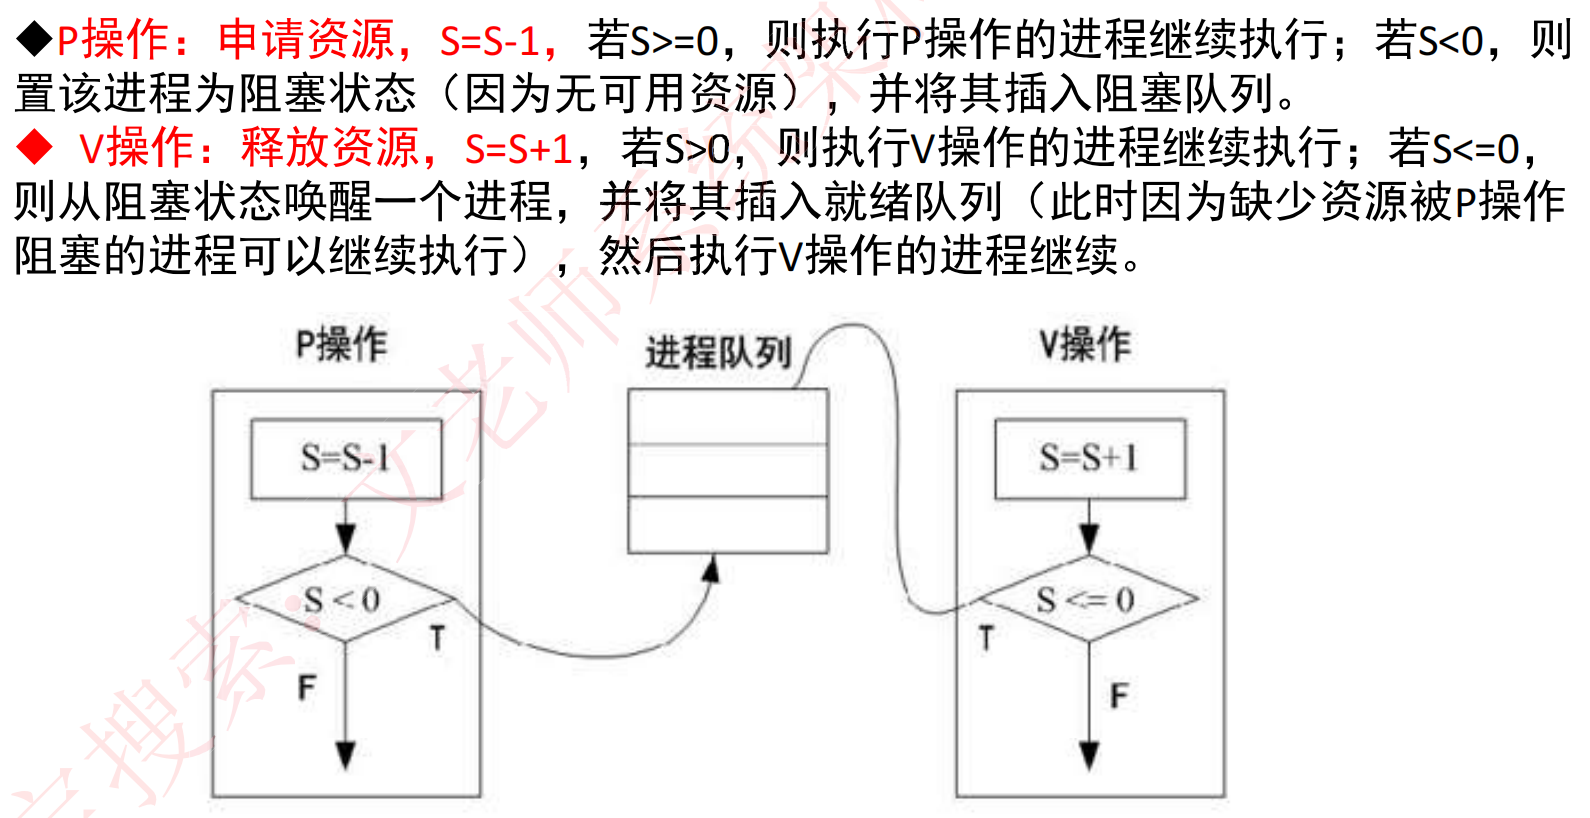 ◆P操作：申请资源，S=S-1，若S>=0，则执行P操作的进程继续执行；若S<0，则
置该进程为阻塞状态（因为无可用资源），并将其插入阻塞队列。
◆ V操作：释放资源，S=S+1，若S>0，则执行V操作的进程继续执行；若S<=0，
则从阻塞状态唤醒一个进程，并将其插入就绪队列（此时因为缺少资源被P操作
阻塞的进程可以继续执行），然后执行V操作的进程继续。
P操作
进程队列
V操作
S=S-1
S=S+1
S < 0
S <= 0
T
T
F
F
搜索：文老师系统架